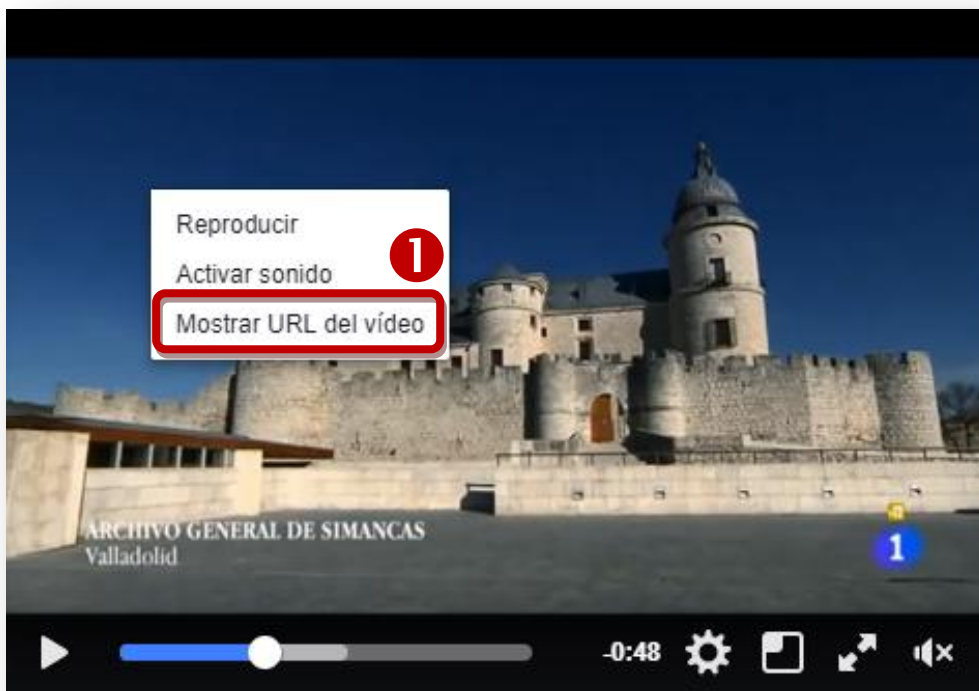 Reproducir
1
Activar sonido
Mostrar URL del vídeo
ARCHIVO GENERAL DE SIMANCAS
Valladolid
1
-0:48